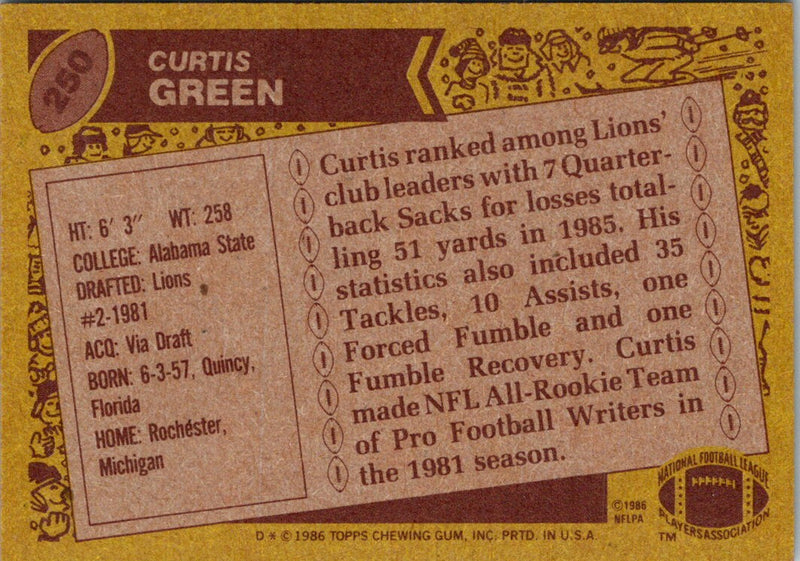 250
CURTIS
GREEN
HT: 6' 3" WT: 258
COLLEGE: Alabama State
DRAFTED: Lions
#2-1981
ACQ: Via Draft
BORN: 6-3-57, Quincy,
Florida
HOME: Rochester,
Michigan
Curtis ranked among Lions'
club leaders with 7 Quarter-
back Sacks for losses total-
ling 51 yards in 1985. His
statistics also included 35
Tackles, 10 Assists, one
Forced Fumble and one
Fumble Recovery. Curtis
made NFL All-Rookie Team
of Pro Football Writers in
the 1981 season.
NATIONAL FOOTBALL LEAGUE
PLAYERS ASSOCIATION
TM
© 1986
NFLPA
D * © 1986 TOPPS CHEWING GUM, INC. PRTD. IN U.S.A.